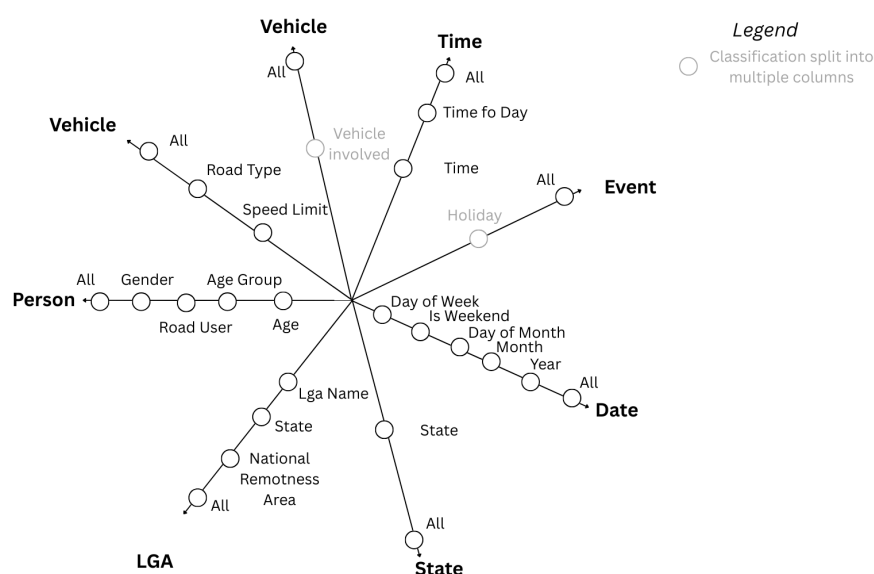 Vehicle
Legend
Time
Classification split into
multiple columns
All
All
Time fo Day
Vehicle
All
Vehicle
involved
Road Type
Time
All
Event
Speed Limit
Holiday
All
Gender
Age Group
Person
Road User
Age
Day of Week
Is Weekend
Day of Month
Month
Year
All
Date
Lga Name
State
State
National
Remotness
Area
All
All
LGA
State